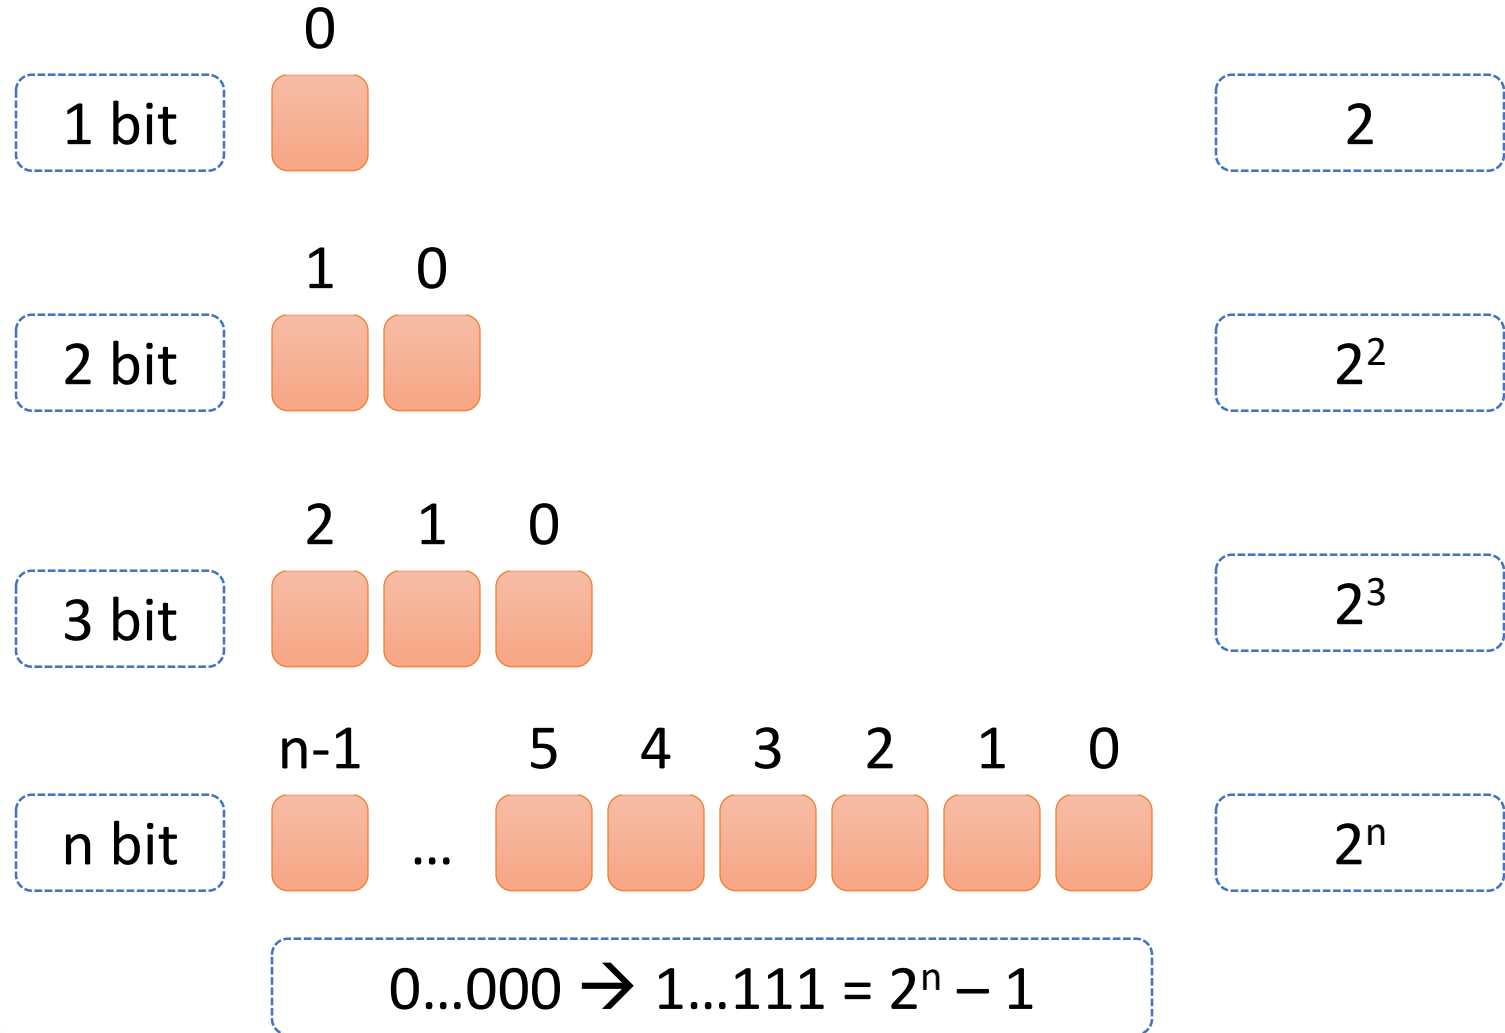 0
1 bit
2
1 0
2 bit
2²
2 1 0
3 bit
2³
n-1 5 4 3 2 1 0
n bit
...
2ⁿ
0...000 → 1...111 = 2ⁿ – 1